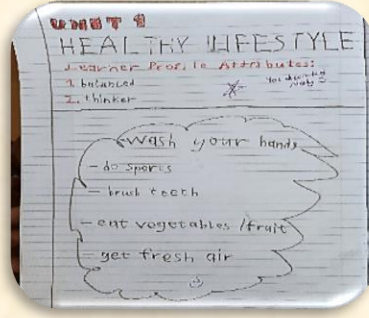 UNIT 1
HEALTHY LIFESTYLE
Learner Profile Attributes:
1. balanced
2. thinker
wash your hands
- do sports
- brush teeth
- eat vegetables /fruit
- get fresh air